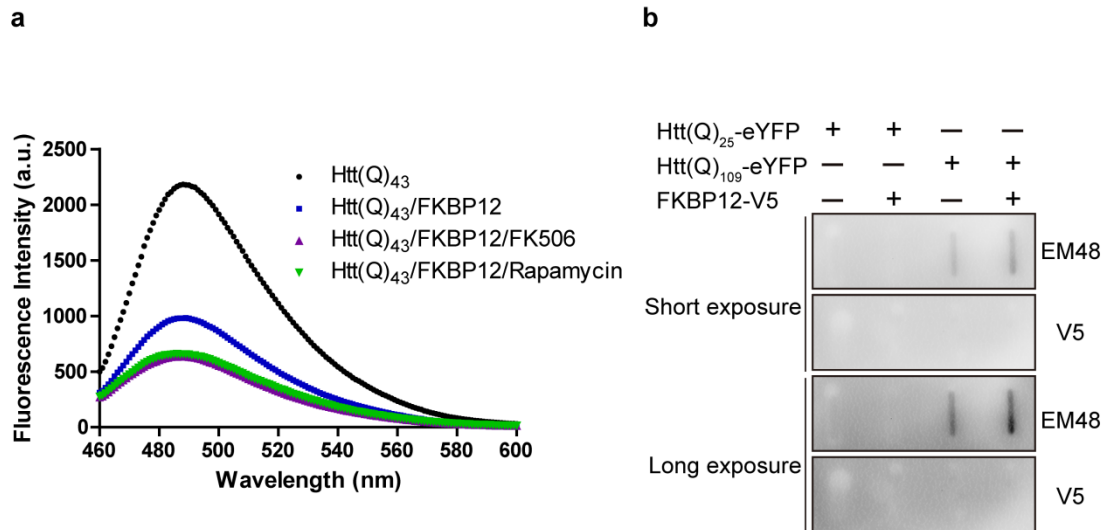 a
Fluorescence Intensity (a.u.)
2500
2000
1500
1000
500
0
460 480 500 520 540 560 580 600
Wavelength (nm)
Htt(Q)43
Htt(Q)43/FKBP12
Htt(Q)43/FKBP12/FK506
Htt(Q)43/FKBP12/Rapamycin
b
Htt(Q)25-eYFP + + — —
Htt(Q)109-eYFP — — + +
FKBP12-V5 — + — +
Short exposure
EM48
V5
Long exposure
EM48
V5